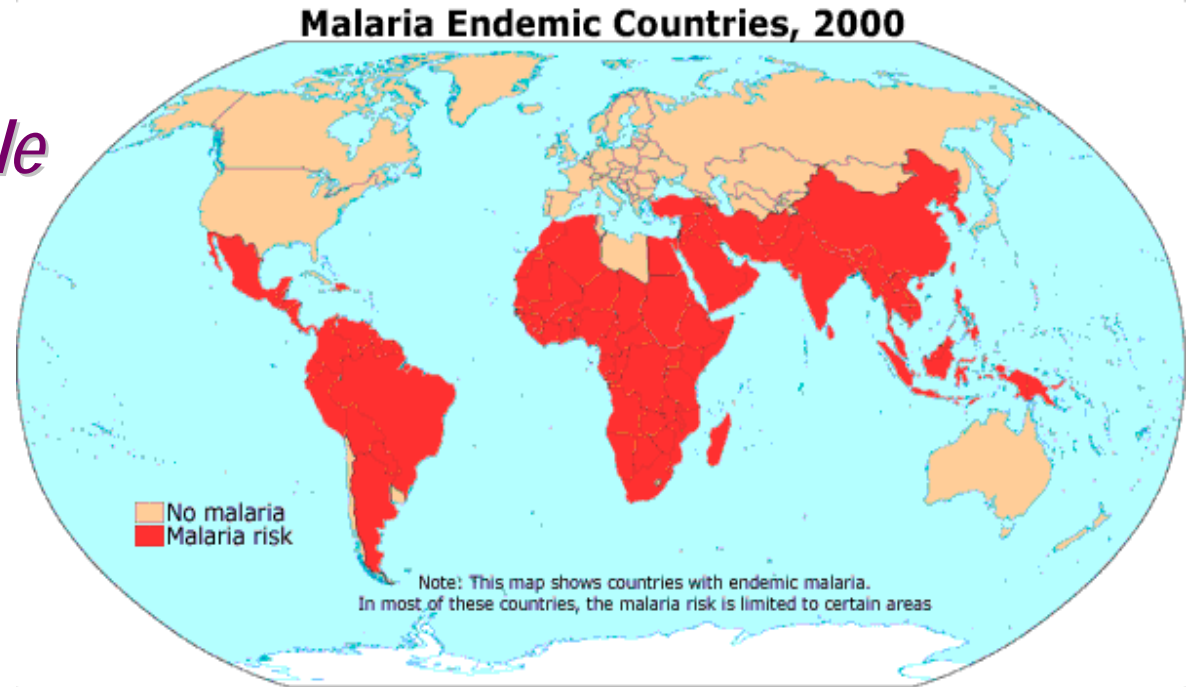 Malaria Endemic Countries, 2000
No malaria
Malaria risk
Note: This map shows countries with endemic malaria.
In most of these countries, the malaria risk is limited to certain areas